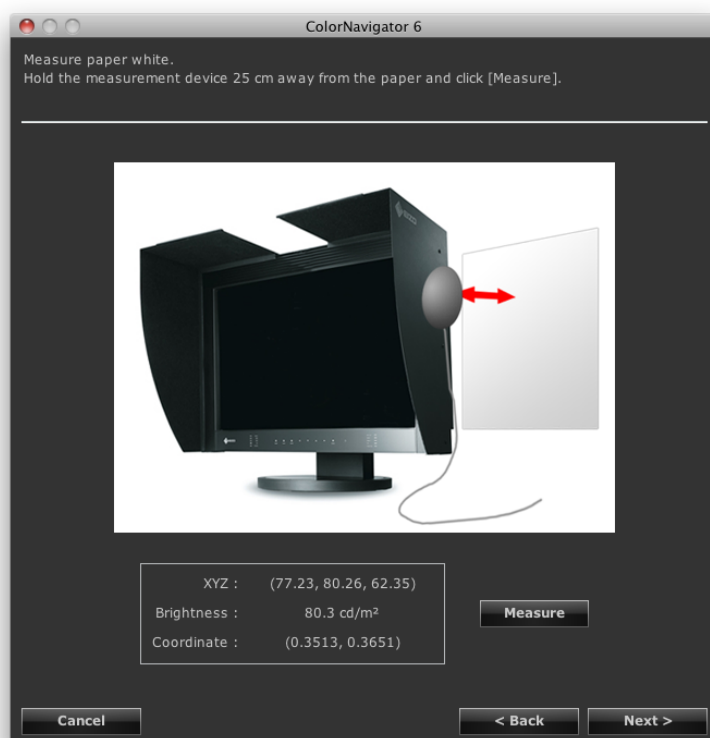 ColorNavigator 6
Measure paper white.
Hold the measurement device 25 cm away from the paper and click [Measure].
EIZO
XYZ : (77.23, 80.26, 62.35)
Brightness : 80.3 cd/m²
Measure
Coordinate : (0.3513, 0.3651)
Cancel
< Back
Next >